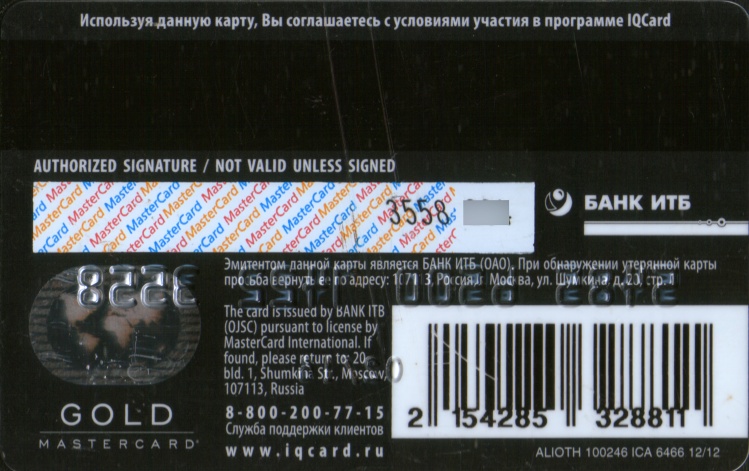 Используя данную карту, Вы соглашаетесь с условиями участия в программе IQCard
AUTHORIZED SIGNATURE / NOT VALID UNLESS SIGNED
3558
БАНК ИТБ
Эмитентом данной карты является БАНК ИТБ (ОАО). При обнаружении утерянной карты
просьба вернуть ее по адресу: 107113, Россия, г. Москва, ул. Шумкина, д. 20, стр. 1
The card is issued by BANK ITB
(OJSC) pursuant to license by
MasterCard International. If
found, please return to: 20,
bld. 1, Shumkina Str., Moscow,
107113, Russia
8-800-200-77-15
Служба поддержки клиентов
www.iqcard.ru
GOLD
MASTERCARD
2 154285 328811
ALIOTH 100246 ICA 6466 12/12